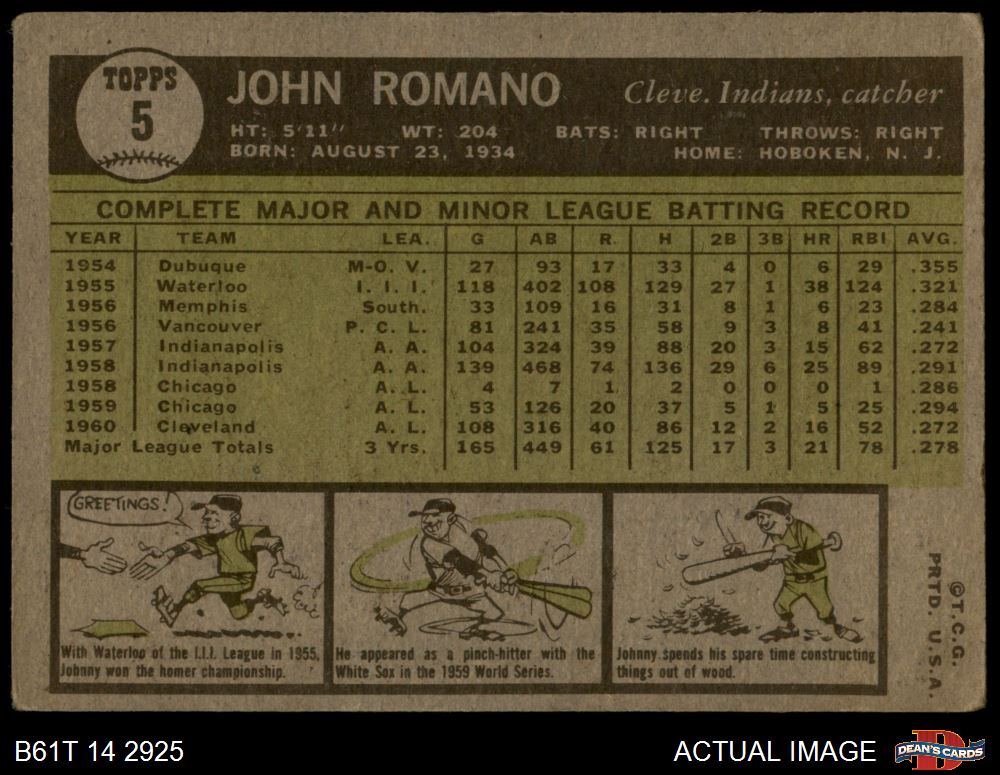 TOPPS
5
JOHN ROMANO Cleve. Indians, catcher
HT: 5'11" WT: 204 BATS: RIGHT THROWS: RIGHT
BORN: AUGUST 23, 1934 HOME: HOBOKEN, N. J.
COMPLETE MAJOR AND MINOR LEAGUE BATTING RECORD
YEAR TEAM LEA. G AB R H 2B 3B HR RBI AVG.
1954 Dubuque M-O. V. 27 93 17 33 4 0 6 29 .355
1955 Waterloo I. I. I. 118 402 108 129 27 1 38 124 .321
1956 Memphis South. 33 109 16 31 8 1 6 23 .284
1956 Vancouver P. C. L. 81 241 35 58 9 3 8 41 .241
1957 Indianapolis A. A. 104 324 39 88 20 3 15 62 .272
1958 Indianapolis A. A. 139 468 74 136 29 6 25 89 .291
1958 Chicago A. L. 4 7 1 2 0 0 0 1 .286
1959 Chicago A. L. 53 126 20 37 5 1 5 25 .294
1960 Cleveland A. L. 108 316 40 86 12 2 16 52 .272
Major League Totals 3 Yrs. 165 449 61 125 17 3 21 78 .278
GREETINGS!
With Waterloo of the I.I.I. League in 1955,
Johnny won the homer championship.
He appeared as a pinch-hitter with the
White Sox in the 1959 World Series.
Johnny spends his spare time constructing
things out of wood.
©T.C.G.
PRTD. U.S.A.
B61T 14 2925
ACTUAL IMAGE
DEAN'S CARDS